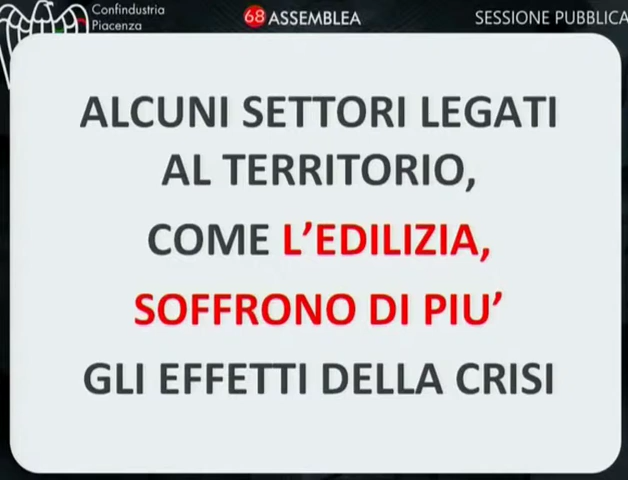 Confindustria
Piacenza
68 ASSEMBLEA
SESSIONE PUBBLICA
ALCUNI SETTORI LEGATI
AL TERRITORIO,
COME L'EDILIZIA,
SOFFRONO DI PIU'
GLI EFFETTI DELLA CRISI